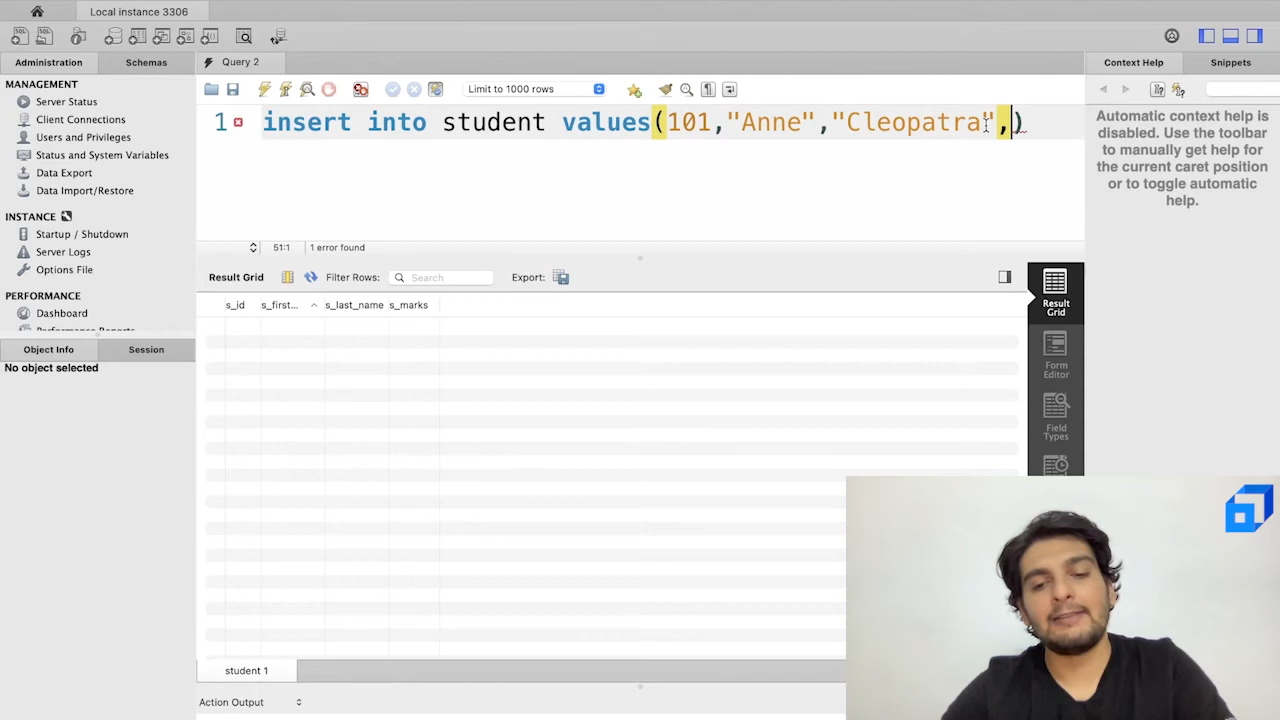 Local instance 3306
Administration
Schemas
Query 2
Context Help
Snippets
MANAGEMENT
Server Status
Client Connections
Users and Privileges
Status and System Variables
Data Export
Data Import/Restore
INSTANCE
Startup / Shutdown
Server Logs
Options File
PERFORMANCE
Dashboard
Performance Reports
Object Info
Session
No object selected
Limit to 1000 rows
1 insert into student values(101,"Anne","Cleopatra",)
51:1
1 error found
Result Grid
Filter Rows:
Search
Export:
s_id
s_first...
s_last_name
s_marks
Result
Grid
Form
Editor
Field
Types
student 1
Action Output
Automatic context help is
disabled. Use the toolbar
to manually get help for
the current caret position
or to toggle automatic
help.